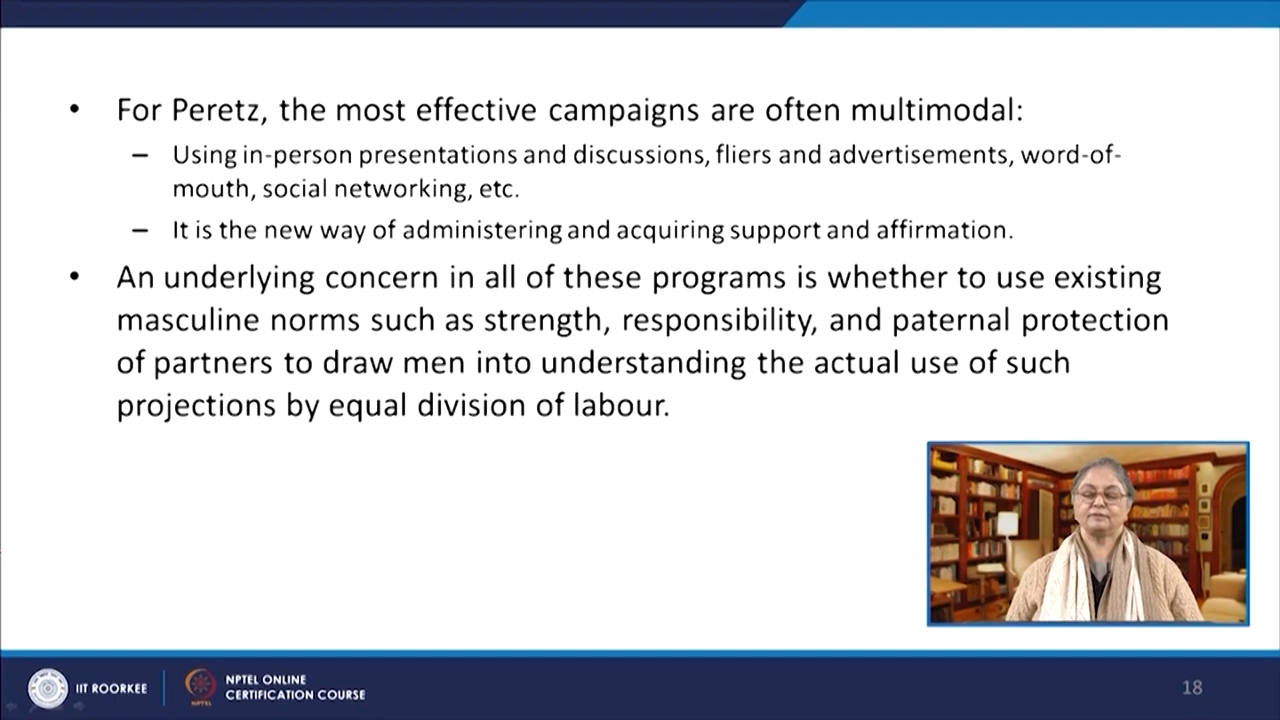 • For Peretz, the most effective campaigns are often multimodal:
– Using in-person presentations and discussions, fliers and advertisements, word-of-
mouth, social networking, etc.
– It is the new way of administering and acquiring support and affirmation.
• An underlying concern in all of these programs is whether to use existing
masculine norms such as strength, responsibility, and paternal protection
of partners to draw men into understanding the actual use of such
projections by equal division of labour.
IIT ROORKEE
NPTEL
NPTEL ONLINE
CERTIFICATION COURSE
18